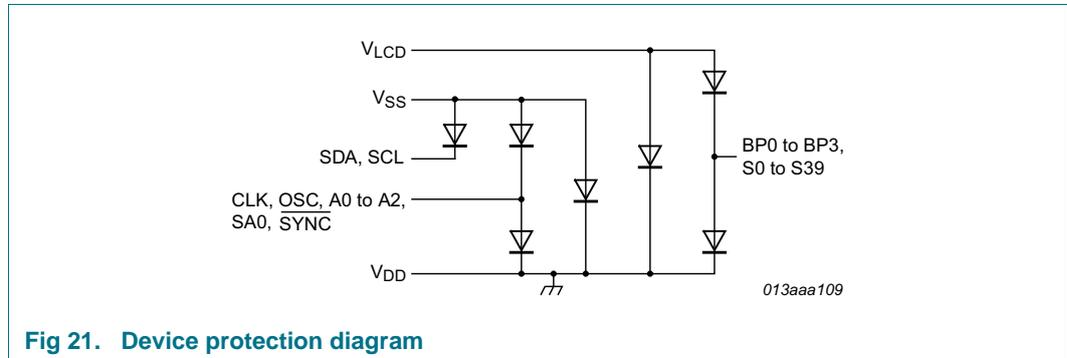 VLCD
VSS
SDA, SCL
BP0 to BP3,
S0 to S39
CLK, OSC, A0 to A2,
SA0, S̅Y̅N̅C̅
VDD
013aaa109
Fig 21. Device protection diagram